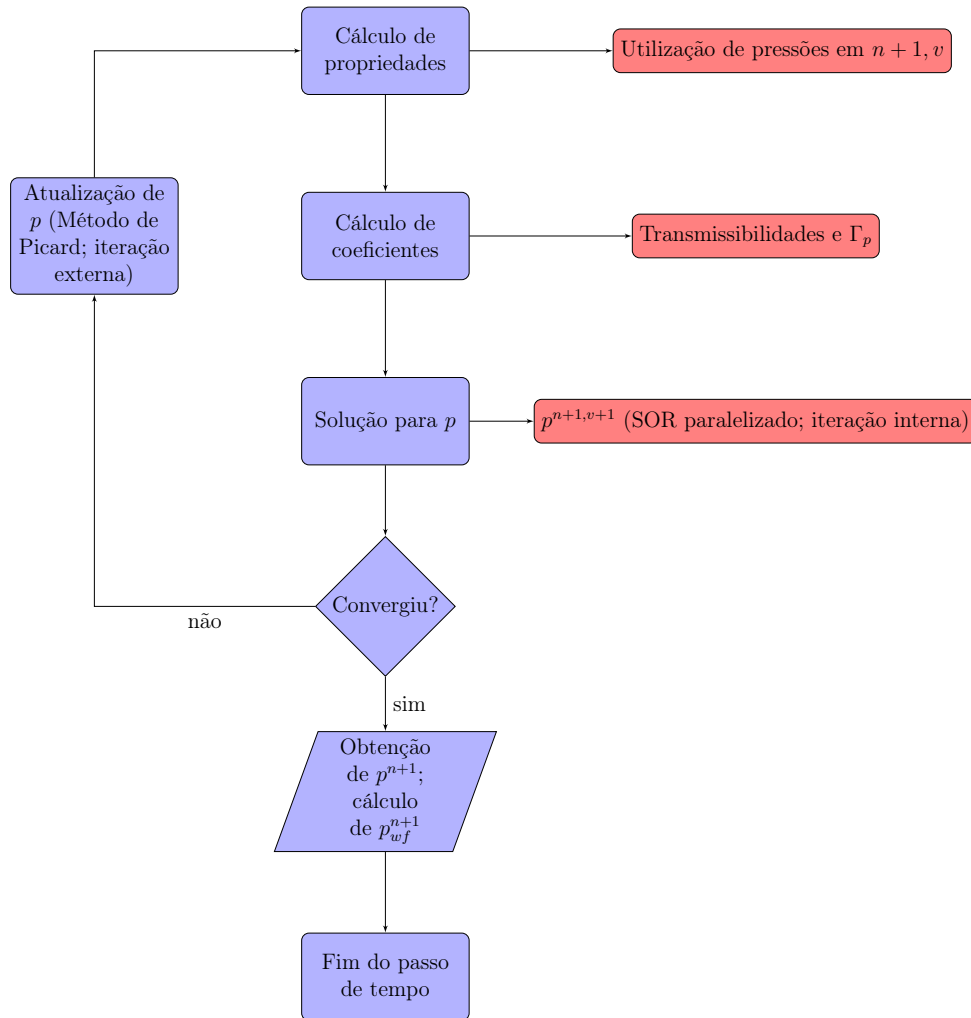 Cálculo de
propriedades
Utilização de pressões em $n+1, v$
Atualização de
$p$ (Método de
Picard; iteração
externa)
Cálculo de
coeficientes
Transmissibilidades e $\Gamma_p$
Solução para $p$
$p^{n+1,v+1}$ (SOR paralelizado; iteração interna)
Convergiu?
não
sim
Obtenção
de $p^{n+1}$;
cálculo
de $p_{wf}^{n+1}$
Fim do passo
de tempo